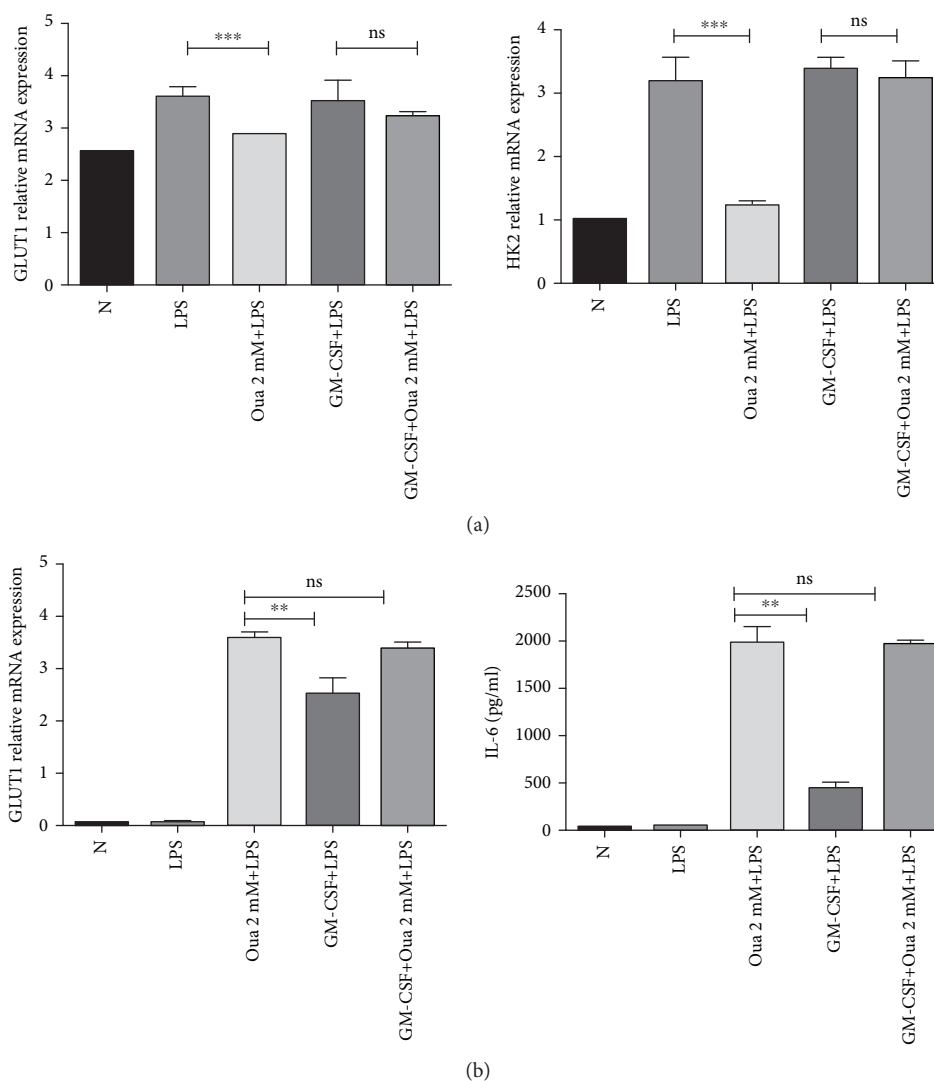 GLUT1 relative mRNA expression
5
4
3
2
1
0
***
ns
N
LPS
Oua 2 mM+LPS
GM-CSF+LPS
GM-CSF+Oua 2 mM+LPS
HK2 relative mRNA expression
4
3
2
1
0
***
ns
N
LPS
Oua 2 mM+LPS
GM-CSF+LPS
GM-CSF+Oua 2 mM+LPS
(a)
GLUT1 relative mRNA expression
5
4
3
2
1
0
ns
**
N
LPS
Oua 2 mM+LPS
GM-CSF+LPS
GM-CSF+Oua 2 mM+LPS
IL-6 (pg/ml)
2500
2000
1500
1000
500
0
ns
**
N
LPS
Oua 2 mM+LPS
GM-CSF+LPS
GM-CSF+Oua 2 mM+LPS
(b)